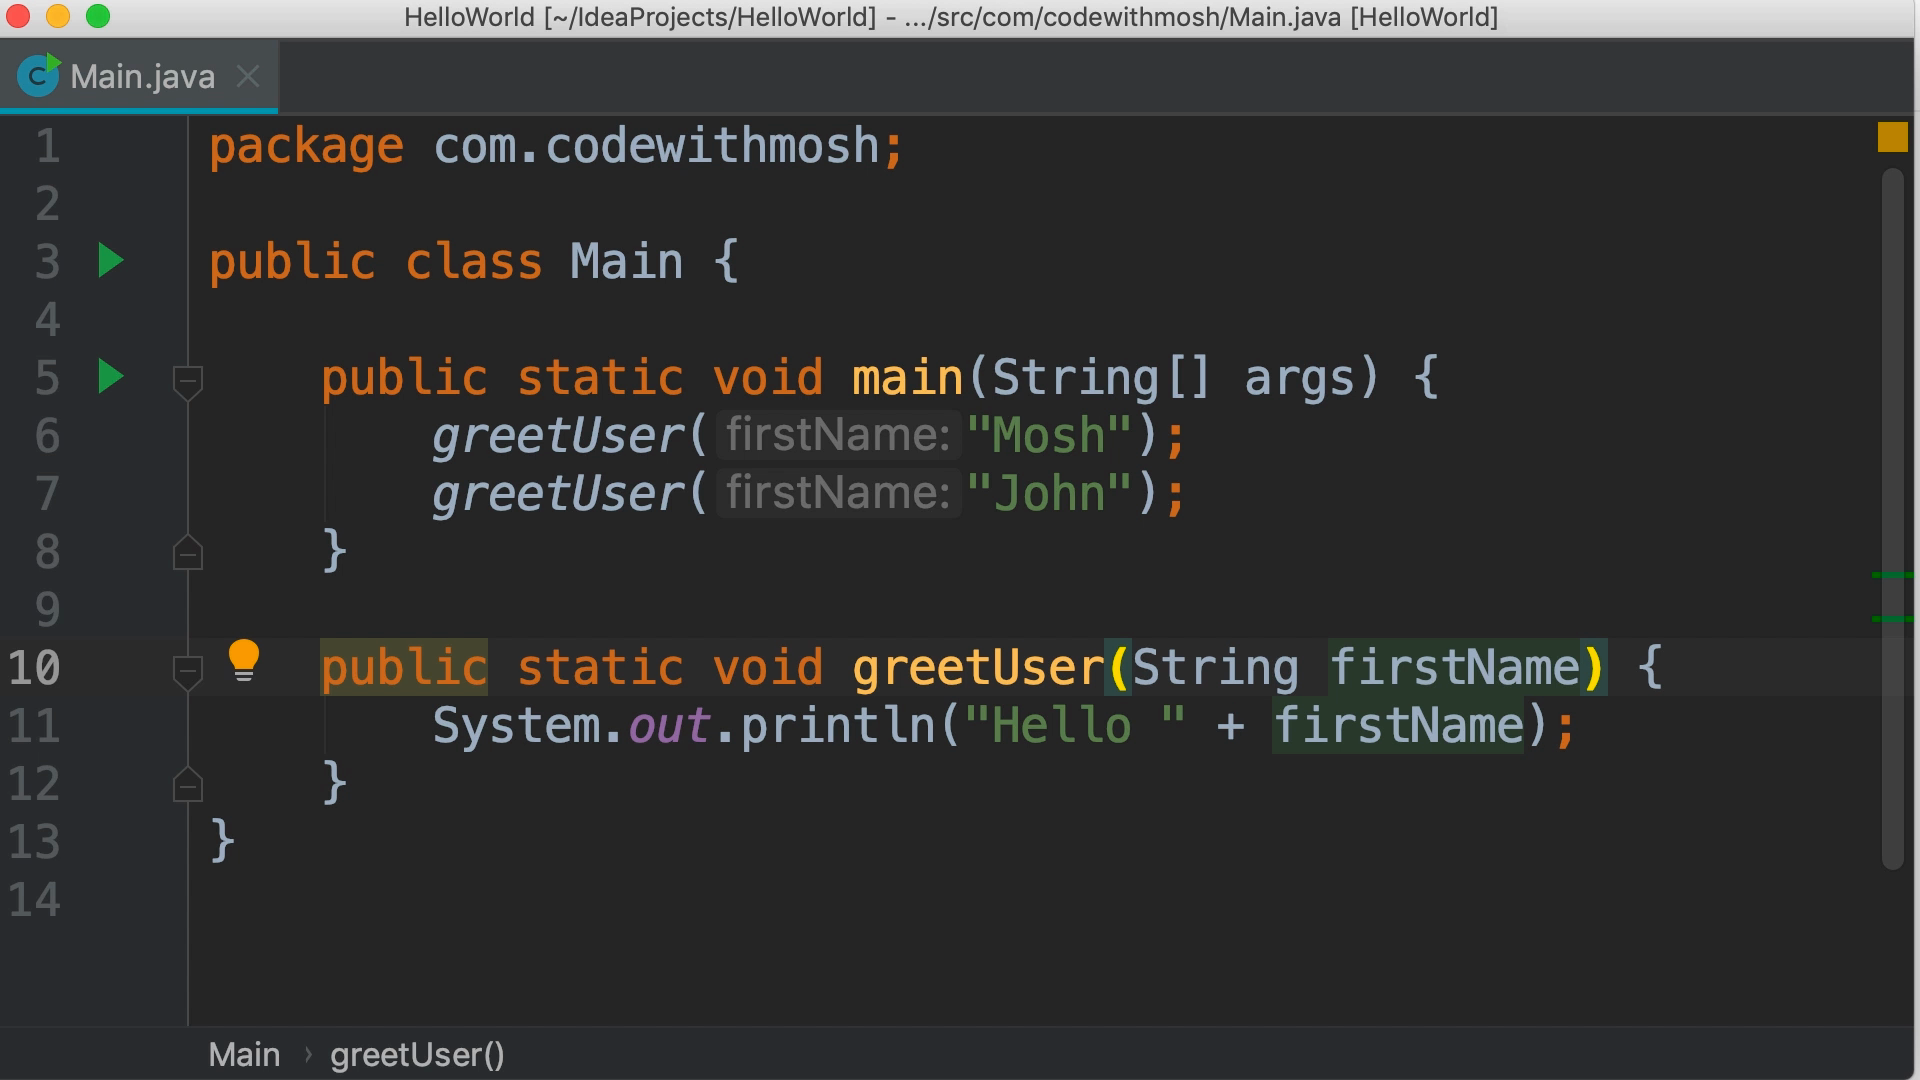 HelloWorld [~/IdeaProjects/HelloWorld] - .../src/com/codewithmosh/Main.java [HelloWorld]
C Main.java
1 package com.codewithmosh;
2
3 public class Main {
4
5 public static void main(String[] args) {
6 greetUser( firstName: "Mosh");
7 greetUser( firstName: "John");
8 }
9
10 public static void greetUser(String firstName) {
11 System.out.println("Hello " + firstName);
12 }
13 }
14
Main › greetUser()